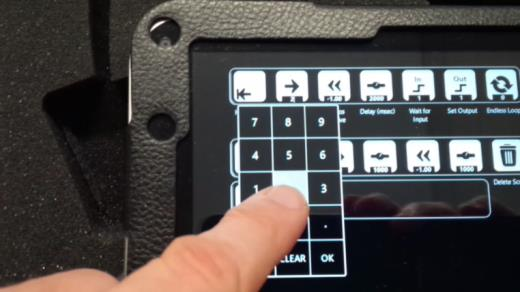 In Out
2 -1.00 2000
Delay (msec) Wait for Input Set Output Endless Loop
7 8 9
4 5 6
1000 -1.00 1000
Delete
1 3
.
CLEAR OK